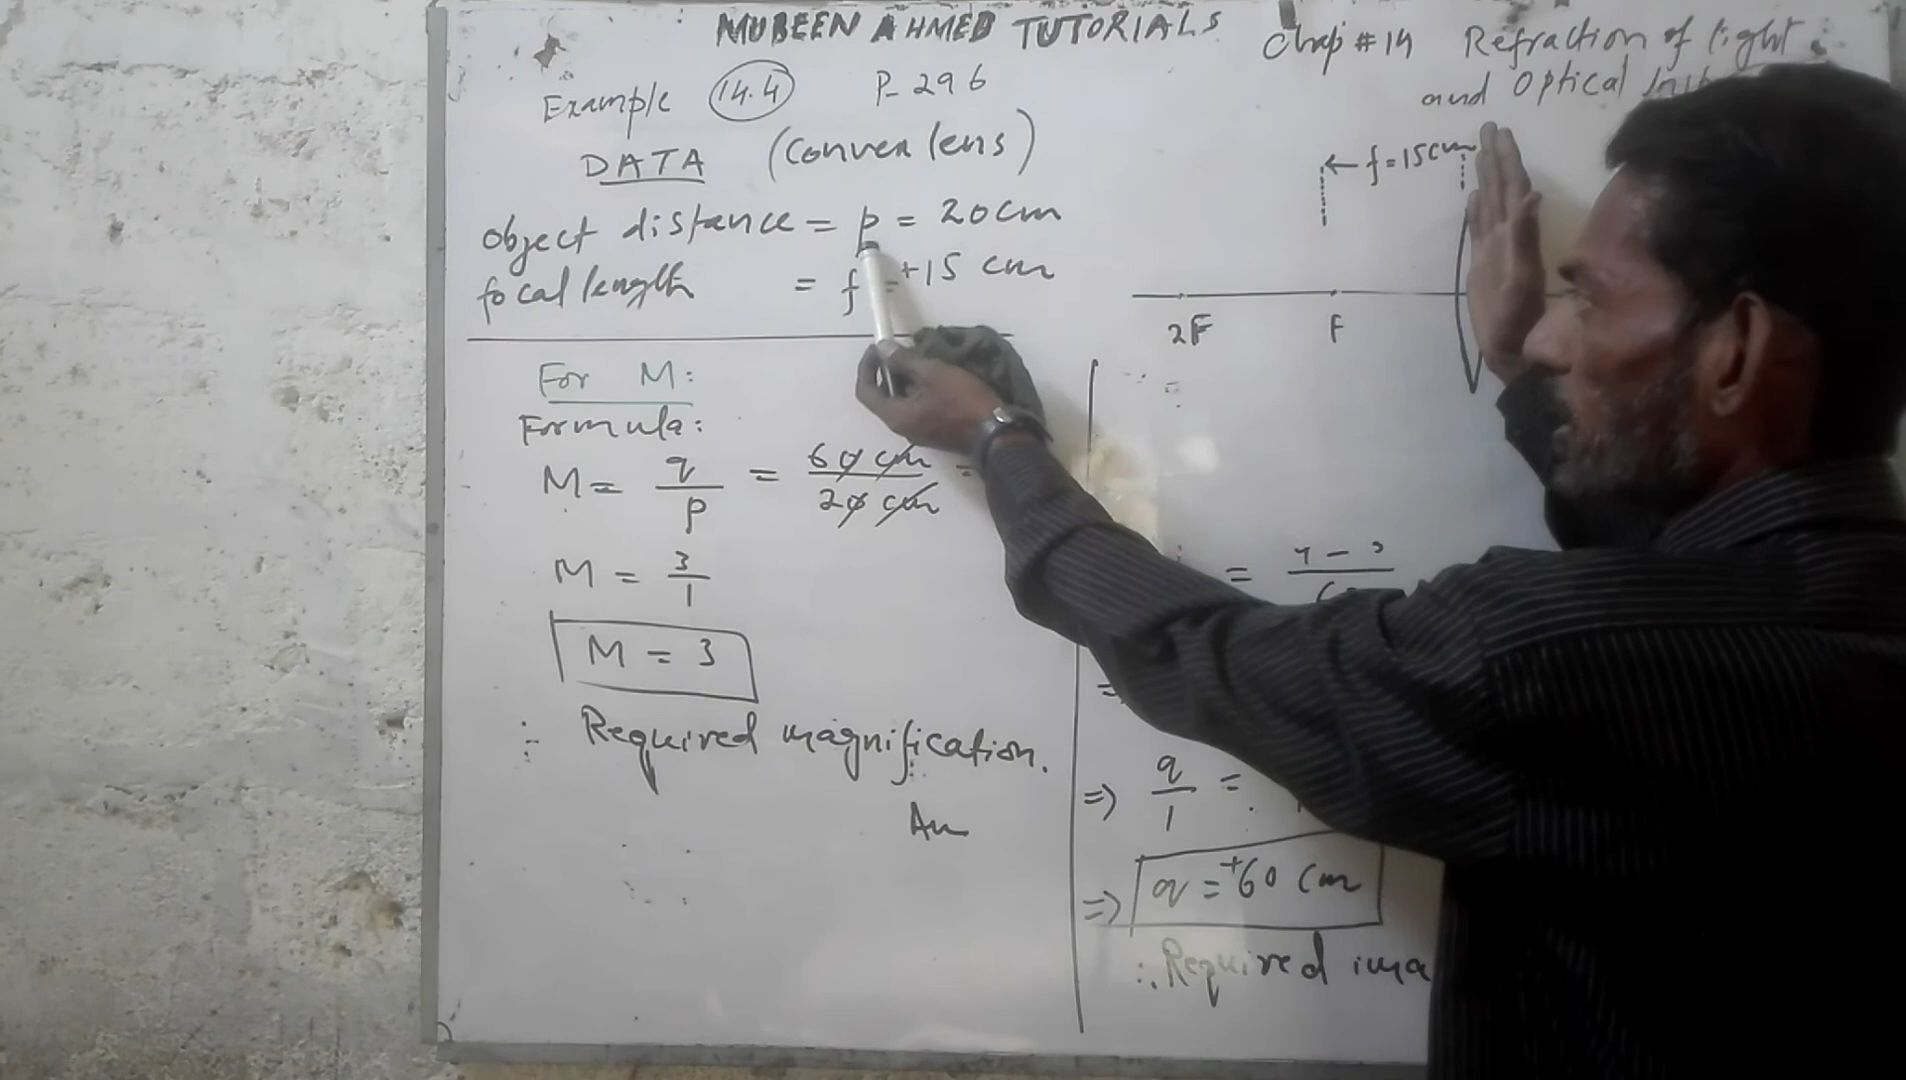 MUBEEN AHMED TUTORIALS
Chap # 14 Refraction of light
and Optical
Example 14.4 P-296
DATA (Convex lens)
object distance = p = 20cm
focal length = f = +15 cm
← f = 15cm
2F F
For M:
Formula:
M = q/p = 60 cm/20 cm =
M = 3/1
M = 3
∴ Required magnification.
An
=
=
⇒ q/1 =
⇒ q = +60 cm
∴ Required ima